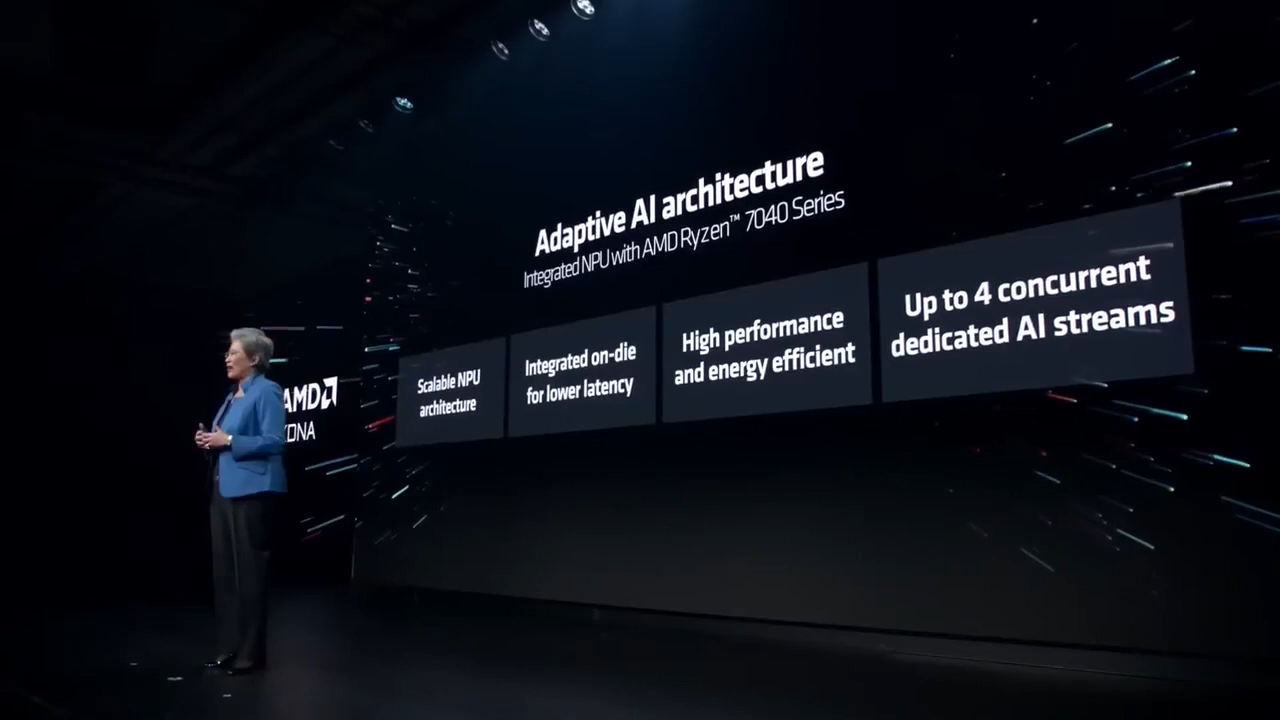 Adaptive AI architecture
Integrated NPU with AMD Ryzen™ 7040 Series
Scalable NPU
architecture
Integrated on-die
for lower latency
High performance
and energy efficient
Up to 4 concurrent
dedicated AI streams
AMD